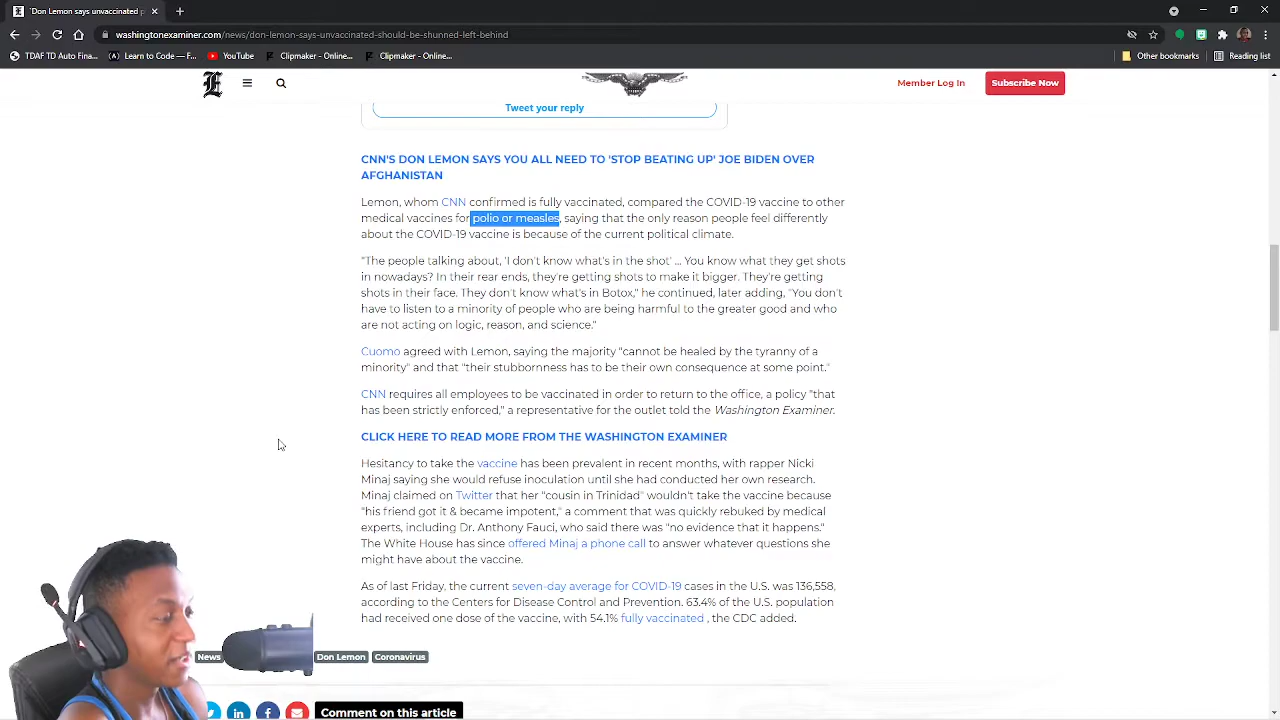 'Don Lemon says unvaccinated p
washingtonexaminer.com/news/don-lemon-says-unvaccinated-should-be-shunned-left-behind
TDAF TD Auto Fina...
Learn to Code — F...
YouTube
Clipmaker - Online...
Clipmaker - Online...
Other bookmarks
Reading list
E
Member Log In
Subscribe Now
Tweet your reply
CNN'S DON LEMON SAYS YOU ALL NEED TO 'STOP BEATING UP' JOE BIDEN OVER
AFGHANISTAN
Lemon, whom CNN confirmed is fully vaccinated, compared the COVID-19 vaccine to other
medical vaccines for polio or measles, saying that the only reason people feel differently
about the COVID-19 vaccine is because of the current political climate.
"The people talking about, 'I don't know what's in the shot' ... You know what they get shots
in nowadays? In their rear ends, they're getting shots to make it bigger. They're getting
shots in their face. They don't know what's in Botox," he continued, later adding, "You don't
have to listen to a minority of people who are being harmful to the greater good and who
are not acting on logic, reason, and science."
Cuomo agreed with Lemon, saying the majority "cannot be healed by the tyranny of a
minority" and that "their stubbornness has to be their own consequence at some point."
CNN requires all employees to be vaccinated in order to return to the office, a policy "that
has been strictly enforced," a representative for the outlet told the Washington Examiner.
CLICK HERE TO READ MORE FROM THE WASHINGTON EXAMINER
Hesitancy to take the vaccine has been prevalent in recent months, with rapper Nicki
Minaj saying she would refuse inoculation until she had conducted her own research.
Minaj claimed on Twitter that her "cousin in Trinidad" wouldn't take the vaccine because
"his friend got it & became impotent," a comment that was quickly rebuked by medical
experts, including Dr. Anthony Fauci, who said there was "no evidence that it happens."
The White House has since offered Minaj a phone call to answer whatever questions she
might have about the vaccine.
As of last Friday, the current seven-day average for COVID-19 cases in the U.S. was 136,558,
according to the Centers for Disease Control and Prevention. 63.4% of the U.S. population
had received one dose of the vaccine, with 54.1% fully vaccinated , the CDC added.
News
Don Lemon
Coronavirus
Comment on this article